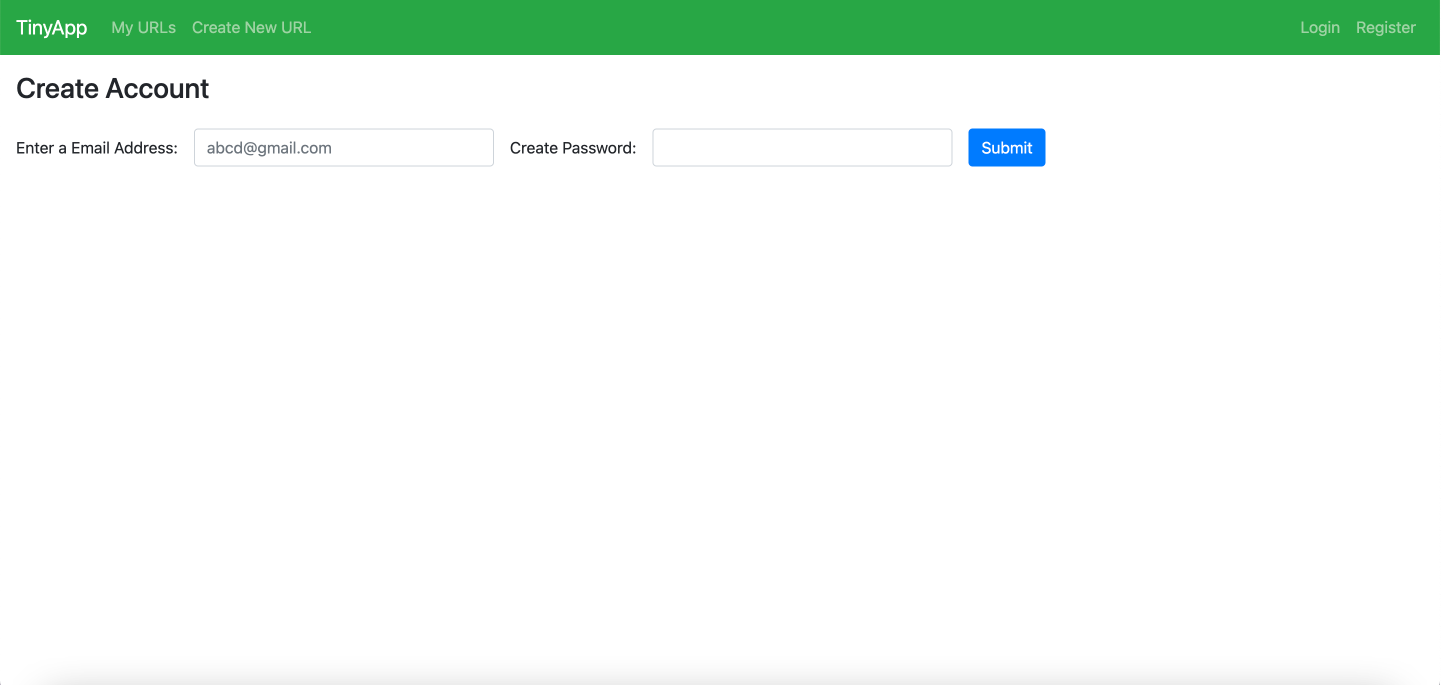 TinyApp My URLs Create New URL Login Register
Create Account
Enter a Email Address: abcd@gmail.com Create Password: Submit